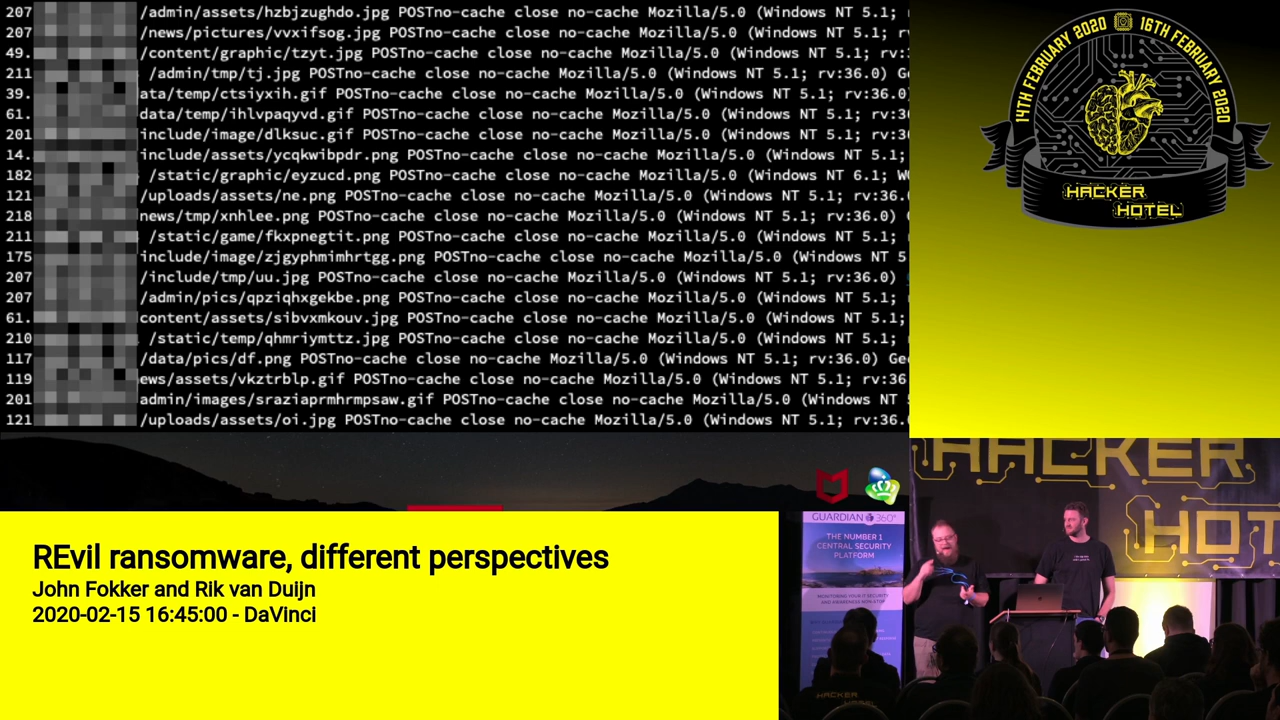 207 /admin/assets/hzbjzughdo.jpg POSTno-cache close no-cache Mozilla/5.0 (Windows NT 5.1;
207 /news/pictures/vvxifsog.jpg POSTno-cache close no-cache Mozilla/5.0 (Windows NT 5.1;
49. /content/graphic/tzyt.jpg POSTno-cache close no-cache Mozilla/5.0 (Windows NT 5.1; rv:
211 /admin/tmp/tj.jpg POSTno-cache close no-cache Mozilla/5.0 (Windows NT 5.1; rv:36.0) Ge
39. ata/temp/ctsiyxih.gif POSTno-cache close no-cache Mozilla/5.0 (Windows NT 5.1; rv:36.0
61. data/temp/ihlvpaqyvd.gif POSTno-cache close no-cache Mozilla/5.0 (Windows NT 5.1; rv:3
201 include/image/dlksuc.gif POSTno-cache close no-cache Mozilla/5.0 (Windows NT 5.1; rv:3
14. include/assets/ycqkwibpdr.png POSTno-cache close no-cache Mozilla/5.0 (Windows NT 5.1;
182 /static/graphic/eyzucd.png POSTno-cache close no-cache Mozilla/5.0 (Windows NT 6.1;
121 /uploads/assets/ne.png POSTno-cache close no-cache Mozilla/5.0 (Windows NT 5.1; rv:36.
218 news/tmp/xnhlee.png POSTno-cache close no-cache Mozilla/5.0 (Windows NT 5.1; rv:36.0)
211 /static/game/fkxpnegtit.png POSTno-cache close no-cache Mozilla/5.0 (Windows NT 5.1;
175 include/image/zjgyphmimhrtgg.png POSTno-cache close no-cache Mozilla/5.0 (Windows NT 5
207 /include/tmp/uu.jpg POSTno-cache close no-cache Mozilla/5.0 (Windows NT 5.1; rv:36.0)
207 /admin/pics/qpziqhxgekbe.png POSTno-cache close no-cache Mozilla/5.0 (Windows NT 5.1;
61. content/assets/sibvxmkouv.jpg POSTno-cache close no-cache Mozilla/5.0 (Windows NT 5.1;
210 /static/temp/qhmriymttz.jpg POSTno-cache close no-cache Mozilla/5.0 (Windows NT 5.1;
117 /data/pics/df.png POSTno-cache close no-cache Mozilla/5.0 (Windows NT 5.1; rv:36.0) Ge
119 ews/assets/vkztrblp.gif POSTno-cache close no-cache Mozilla/5.0 (Windows NT 5.1; rv:36
201 admin/images/sraziaprmhrmpsaw.gif POSTno-cache close no-cache Mozilla/5.0 (Windows NT
121 /uploads/assets/oi.jpg POSTno-cache close no-cache Mozilla/5.0 (Windows NT 5.1; rv:36.
14TH FEBRUARY 2020 16TH FEBRUARY 2020
HACKER
HOTEL
HACKER
HOT
GUARDIAN 360°
THE NUMBER 1
CENTRAL SECURITY
PLATFORM
REvil ransomware, different perspectives
John Fokker and Rik van Duijn
2020-02-15 16:45:00 - DaVinci
HACKER